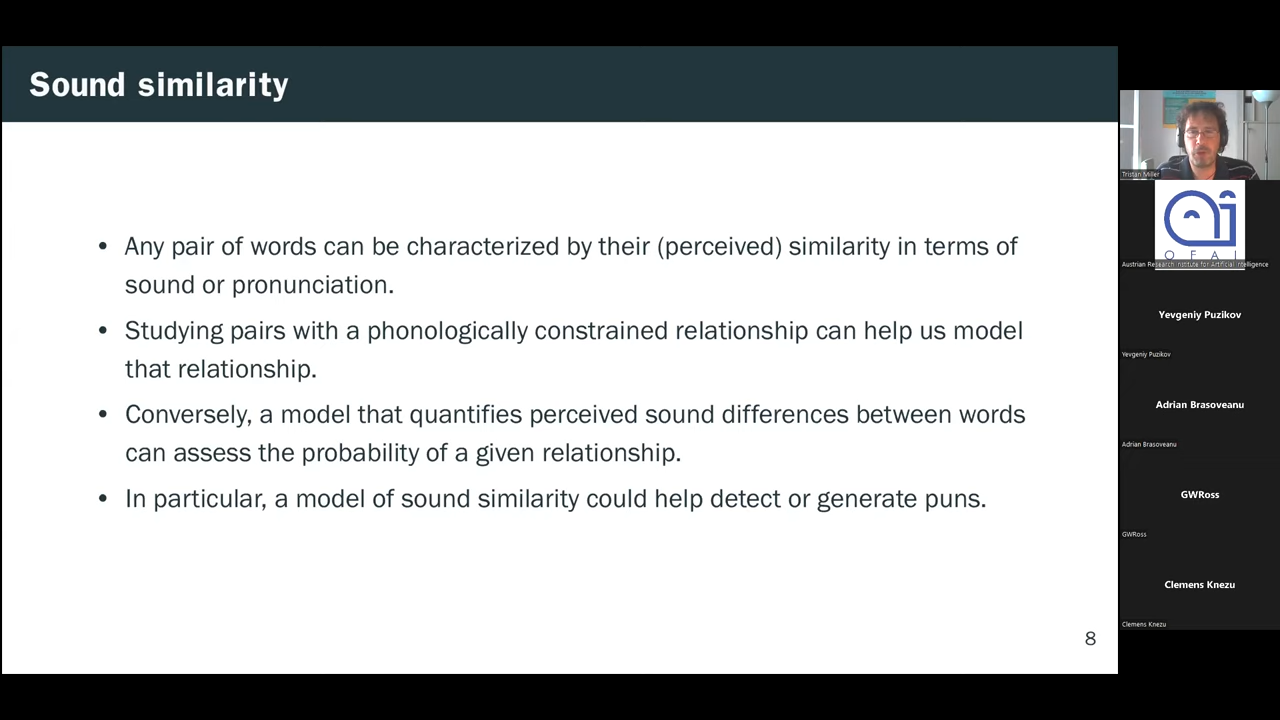 Sound similarity
• Any pair of words can be characterized by their (perceived) similarity in terms of
sound or pronunciation.
• Studying pairs with a phonologically constrained relationship can help us model
that relationship.
• Conversely, a model that quantifies perceived sound differences between words
can assess the probability of a given relationship.
• In particular, a model of sound similarity could help detect or generate puns.
8
Tristan Miller
OFAI
Austrian Research Institute for Artificial Intelligence
Yevgeniy Puzikov
Yevgeniy Puzikov
Adrian Brasoveanu
Adrian Brasoveanu
GWRoss
GWRoss
Clemens Knezu
Clemens Knezu